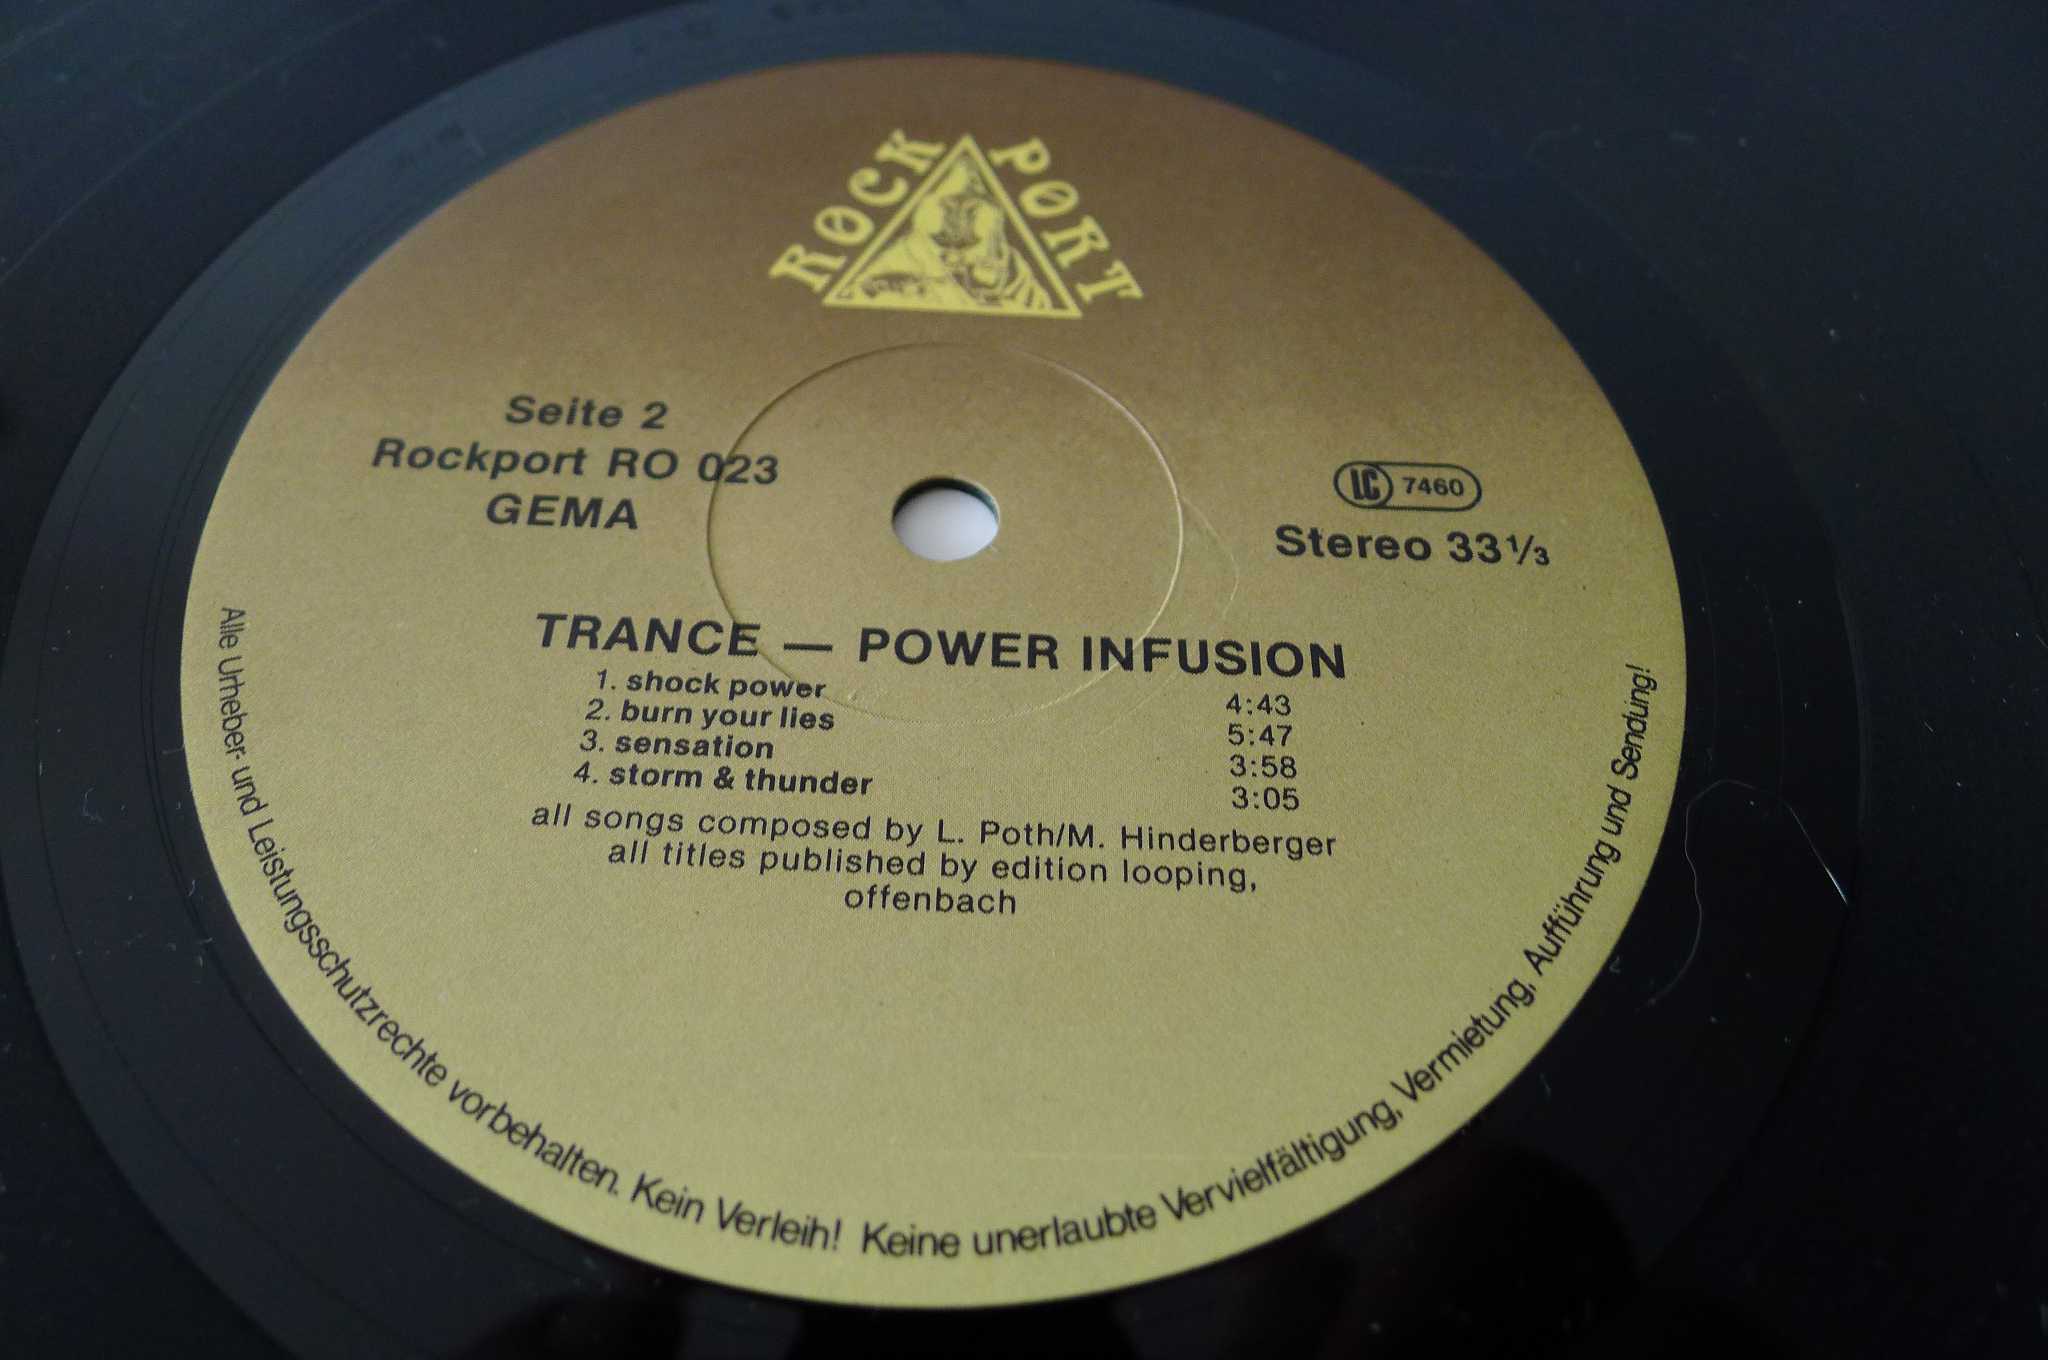 ROCK PORT
Seite 2
Rockport RO 023
GEMA
LC 7460
Stereo 33 1/3
TRANCE — POWER INFUSION
1. shock power 4:43
2. burn your lies 5:47
3. sensation 3:58
4. storm & thunder 3:05
all songs composed by L. Poth/M. Hinderberger
all titles published by edition looping,
offenbach
Alle Urheber- und Leistungsschutzrechte vorbehalten. Kein Verleih! Keine unerlaubte Vervielfältigung, Vermietung, Aufführung und Sendung!